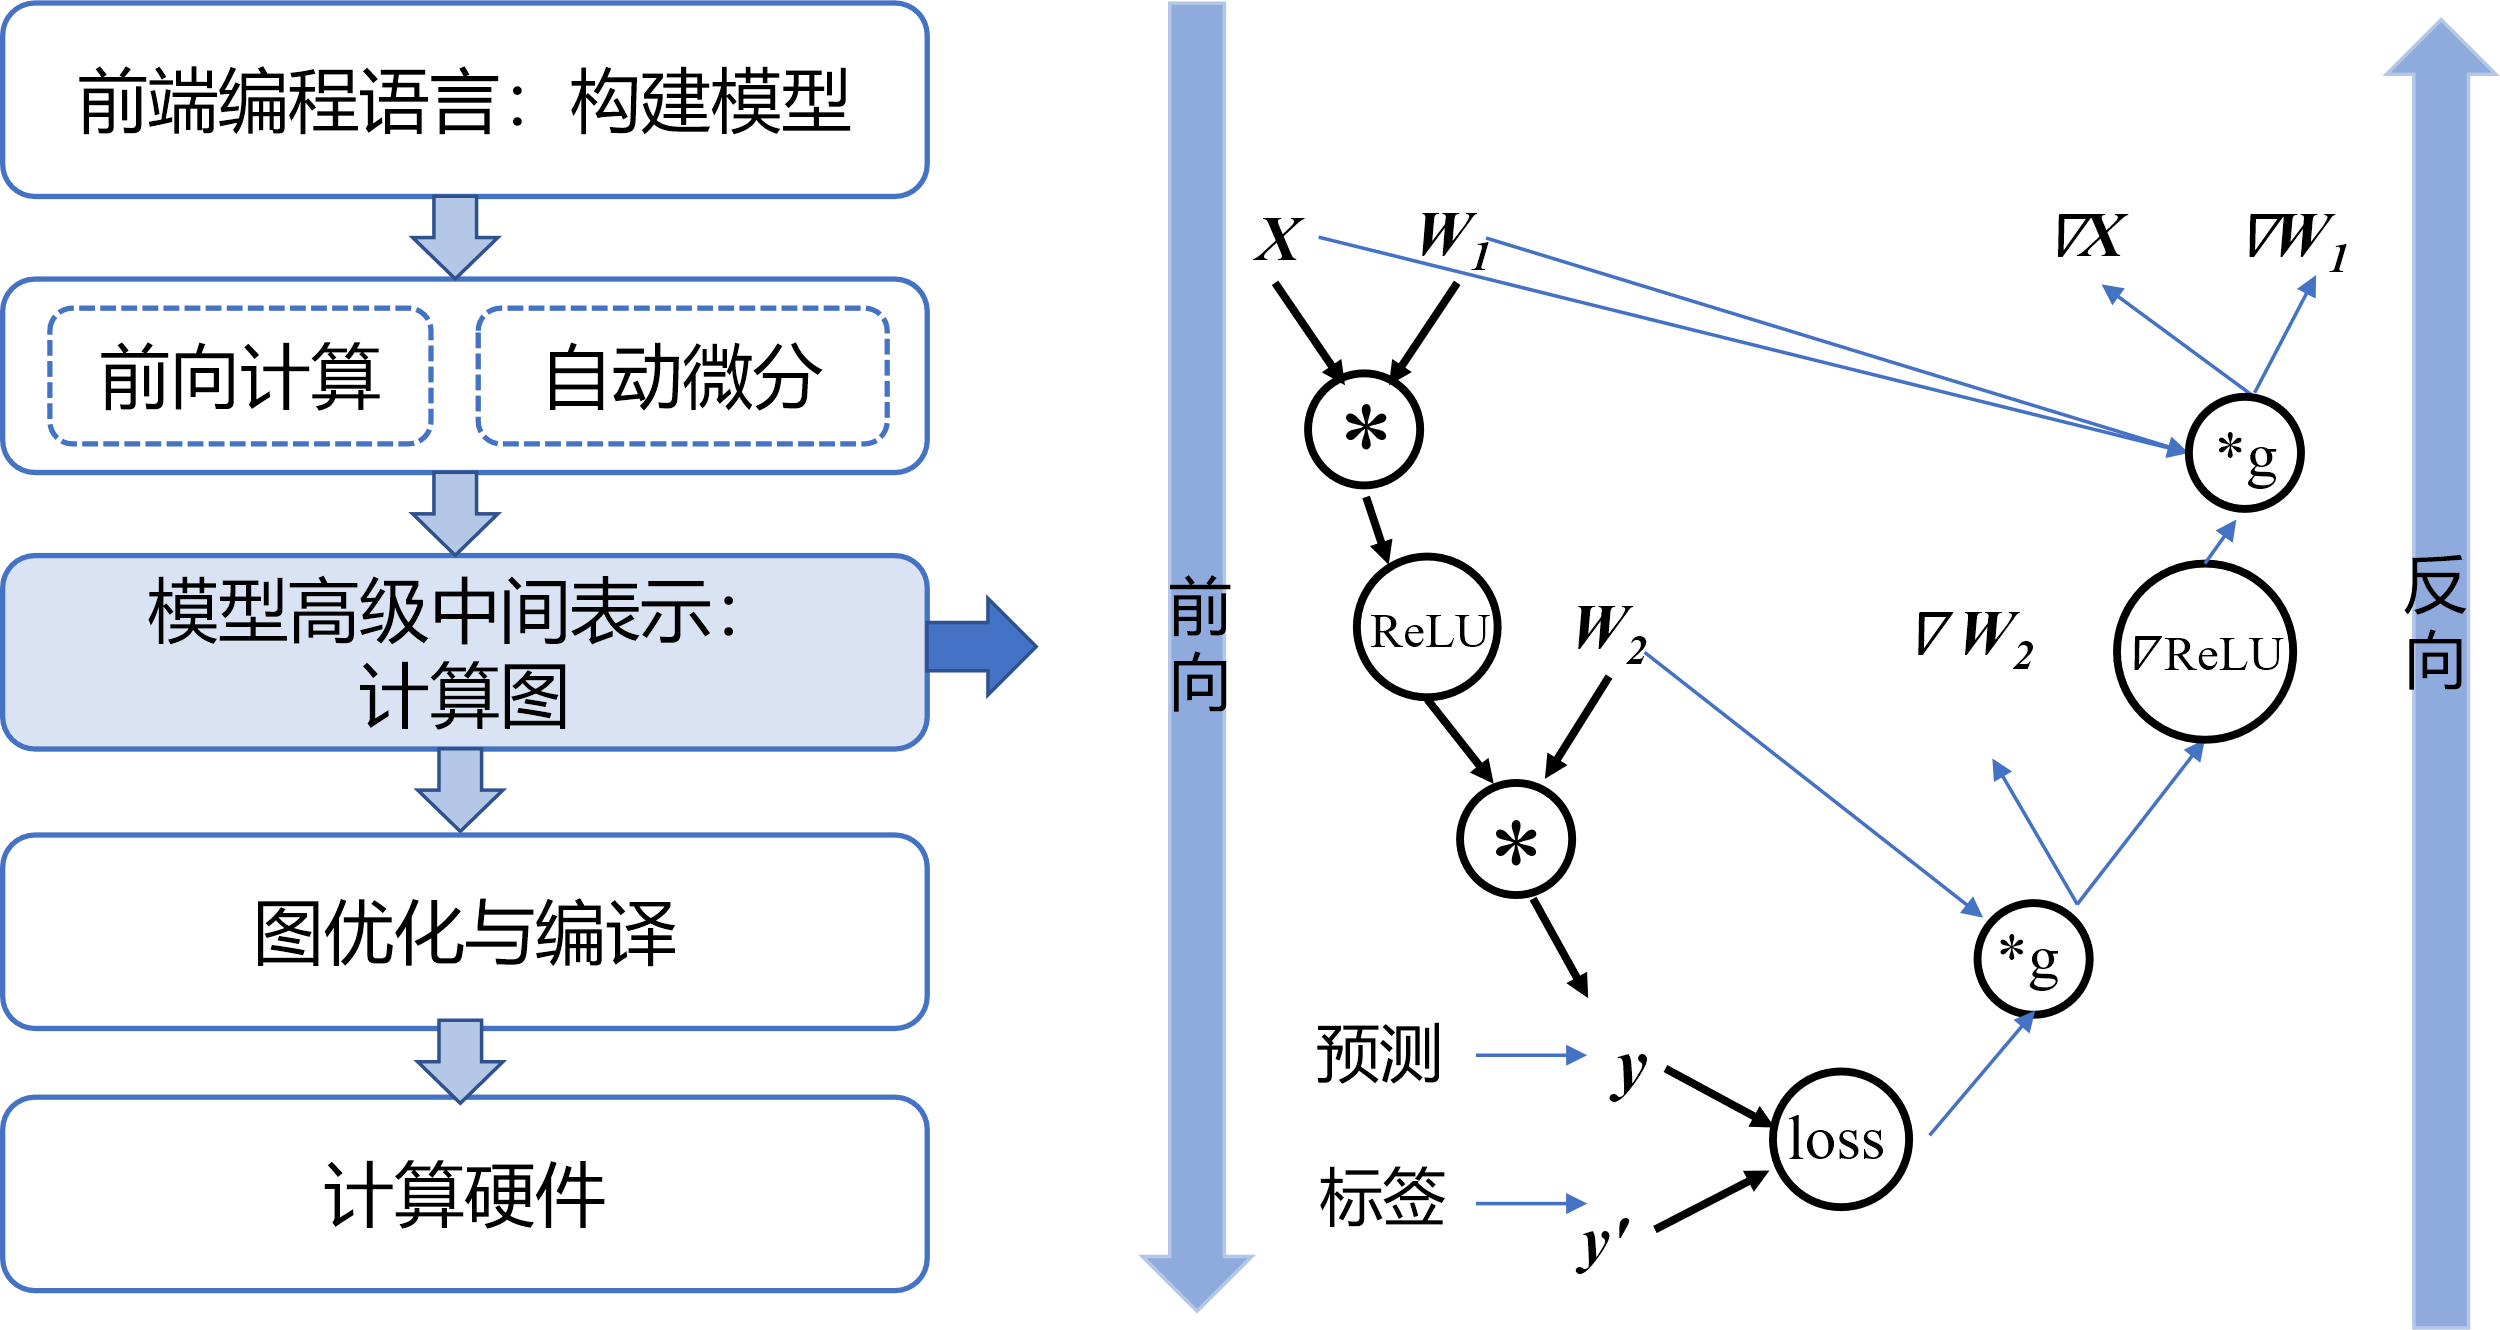 前端编程语言：构建模型
前向计算
自动微分
模型高级中间表示：
计算图
图优化与编译
计算硬件
前向
X
W1
*
ReLU
W2
*
预测
y
标签
y'
loss
*g
∇W2
∇ReLU
*g
∇X
∇W1
反向